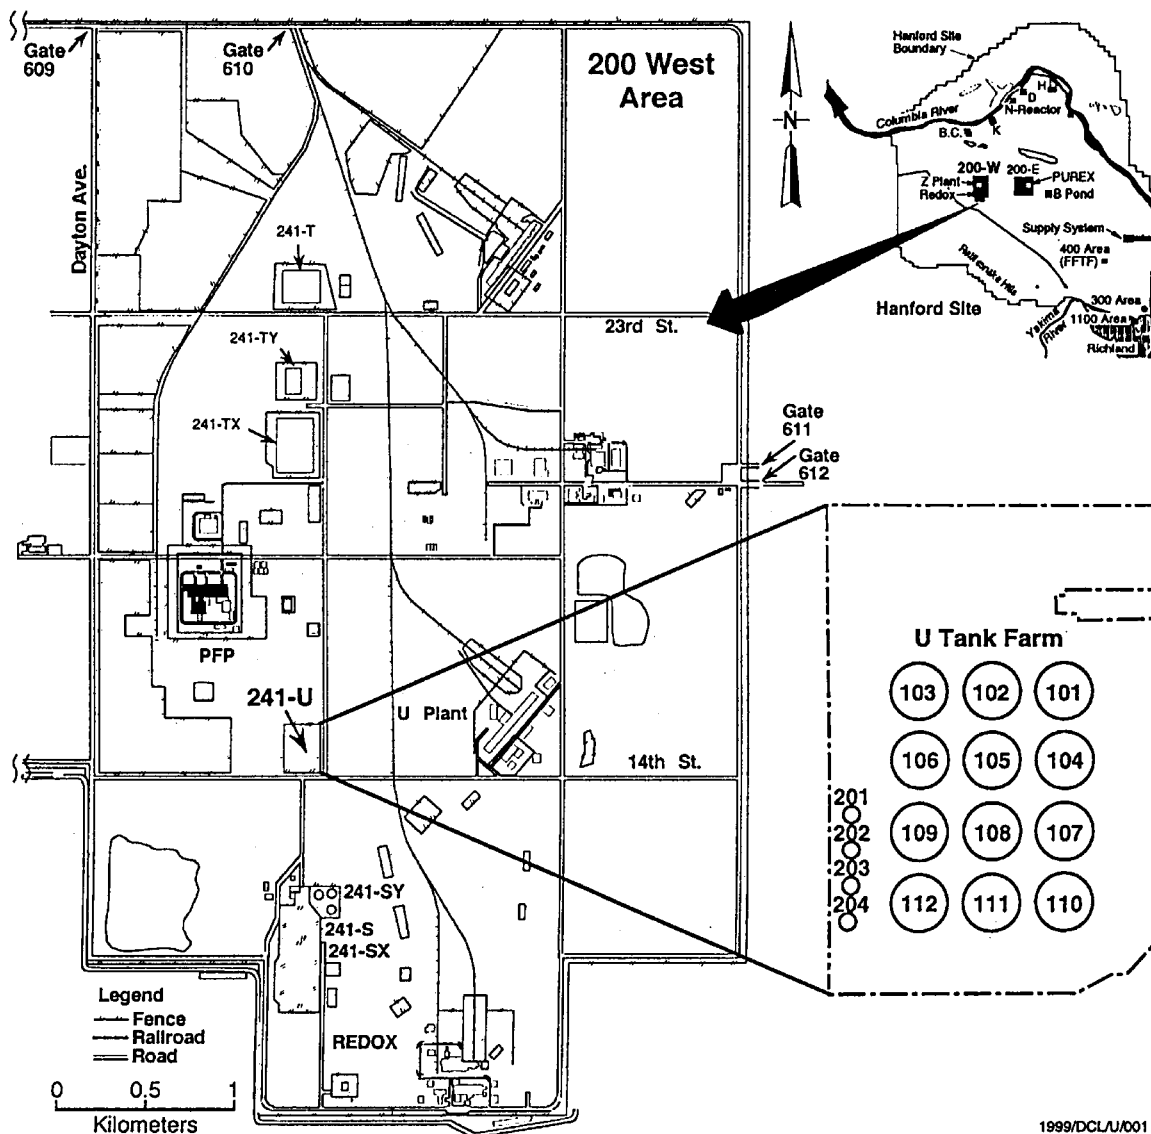 Gate
609
Gate
610
200 West
Area
N
Dayton Ave.
241-T
23rd St.
241-TY
241-TX
Gate
611
Gate
612
PFP
241-U
U Plant
14th St.
241-SY
241-S
241-SX
REDOX
Legend
Fence
Railroad
Road
0 0.5 1
Kilometers
Hanford Site
Boundary
Columbia River
H
D
N-Reactor
K
B.C.
200-W
200-E
Z Plant
Redox
PUREX
B Pond
Supply System
400 Area
(FFTF)
Rattlesnake Hills
Hanford Site
300 Area
1100 Area
Yakima
River
Richland
U Tank Farm
103 102 101
106 105 104
201
202
109 108 107
203
204
112 111 110
1999/DCL/U/001